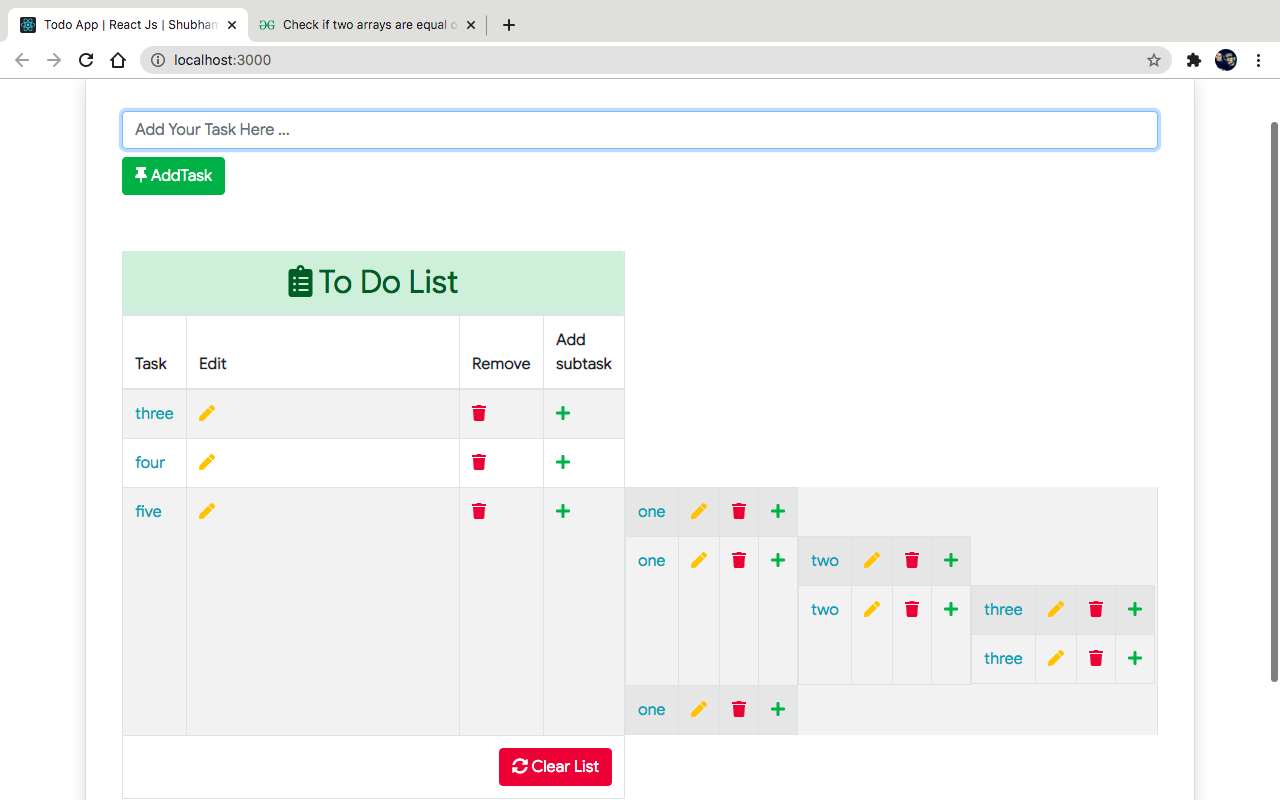 Todo App | React Js | Shubham
Check if two arrays are equal o
localhost:3000
Add Your Task Here ...
AddTask
To Do List
Task Edit Remove Add subtask
three
four
five one
one two
two three
three
one
Clear List